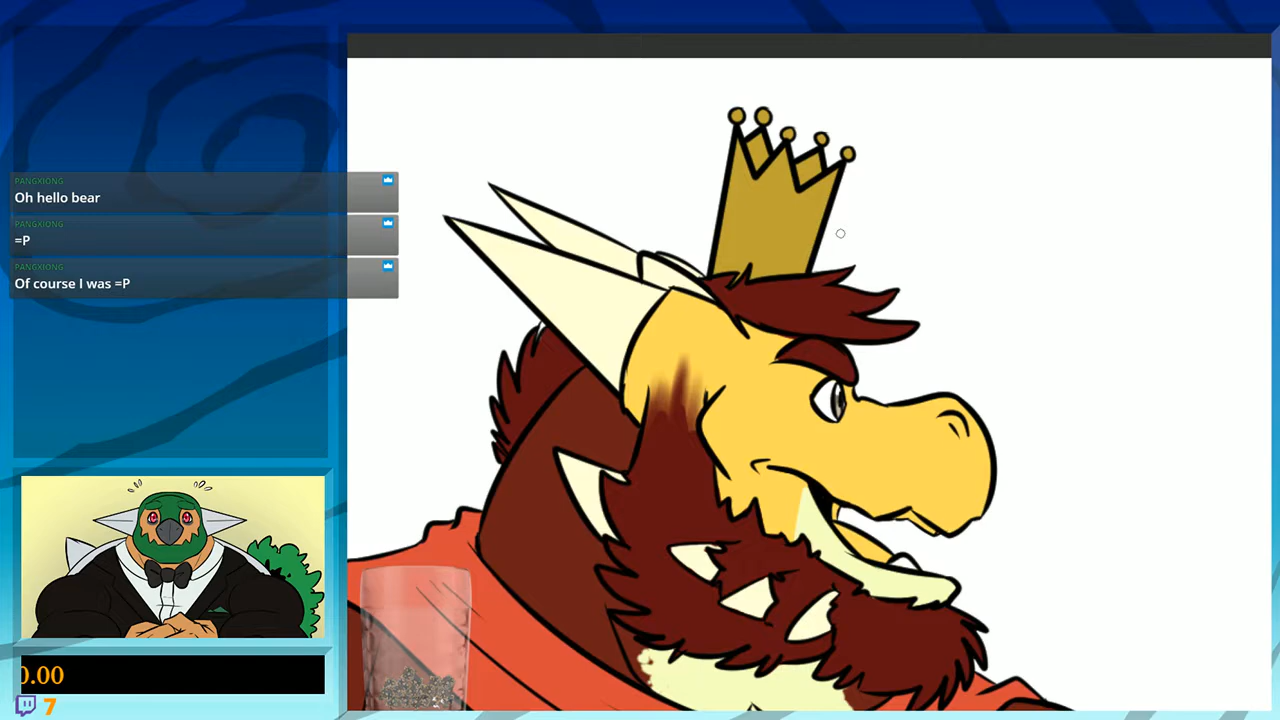 PANGXIONG
Oh hello bear
PANGXIONG
=P
PANGXIONG
Of course I was =P
0.00
7